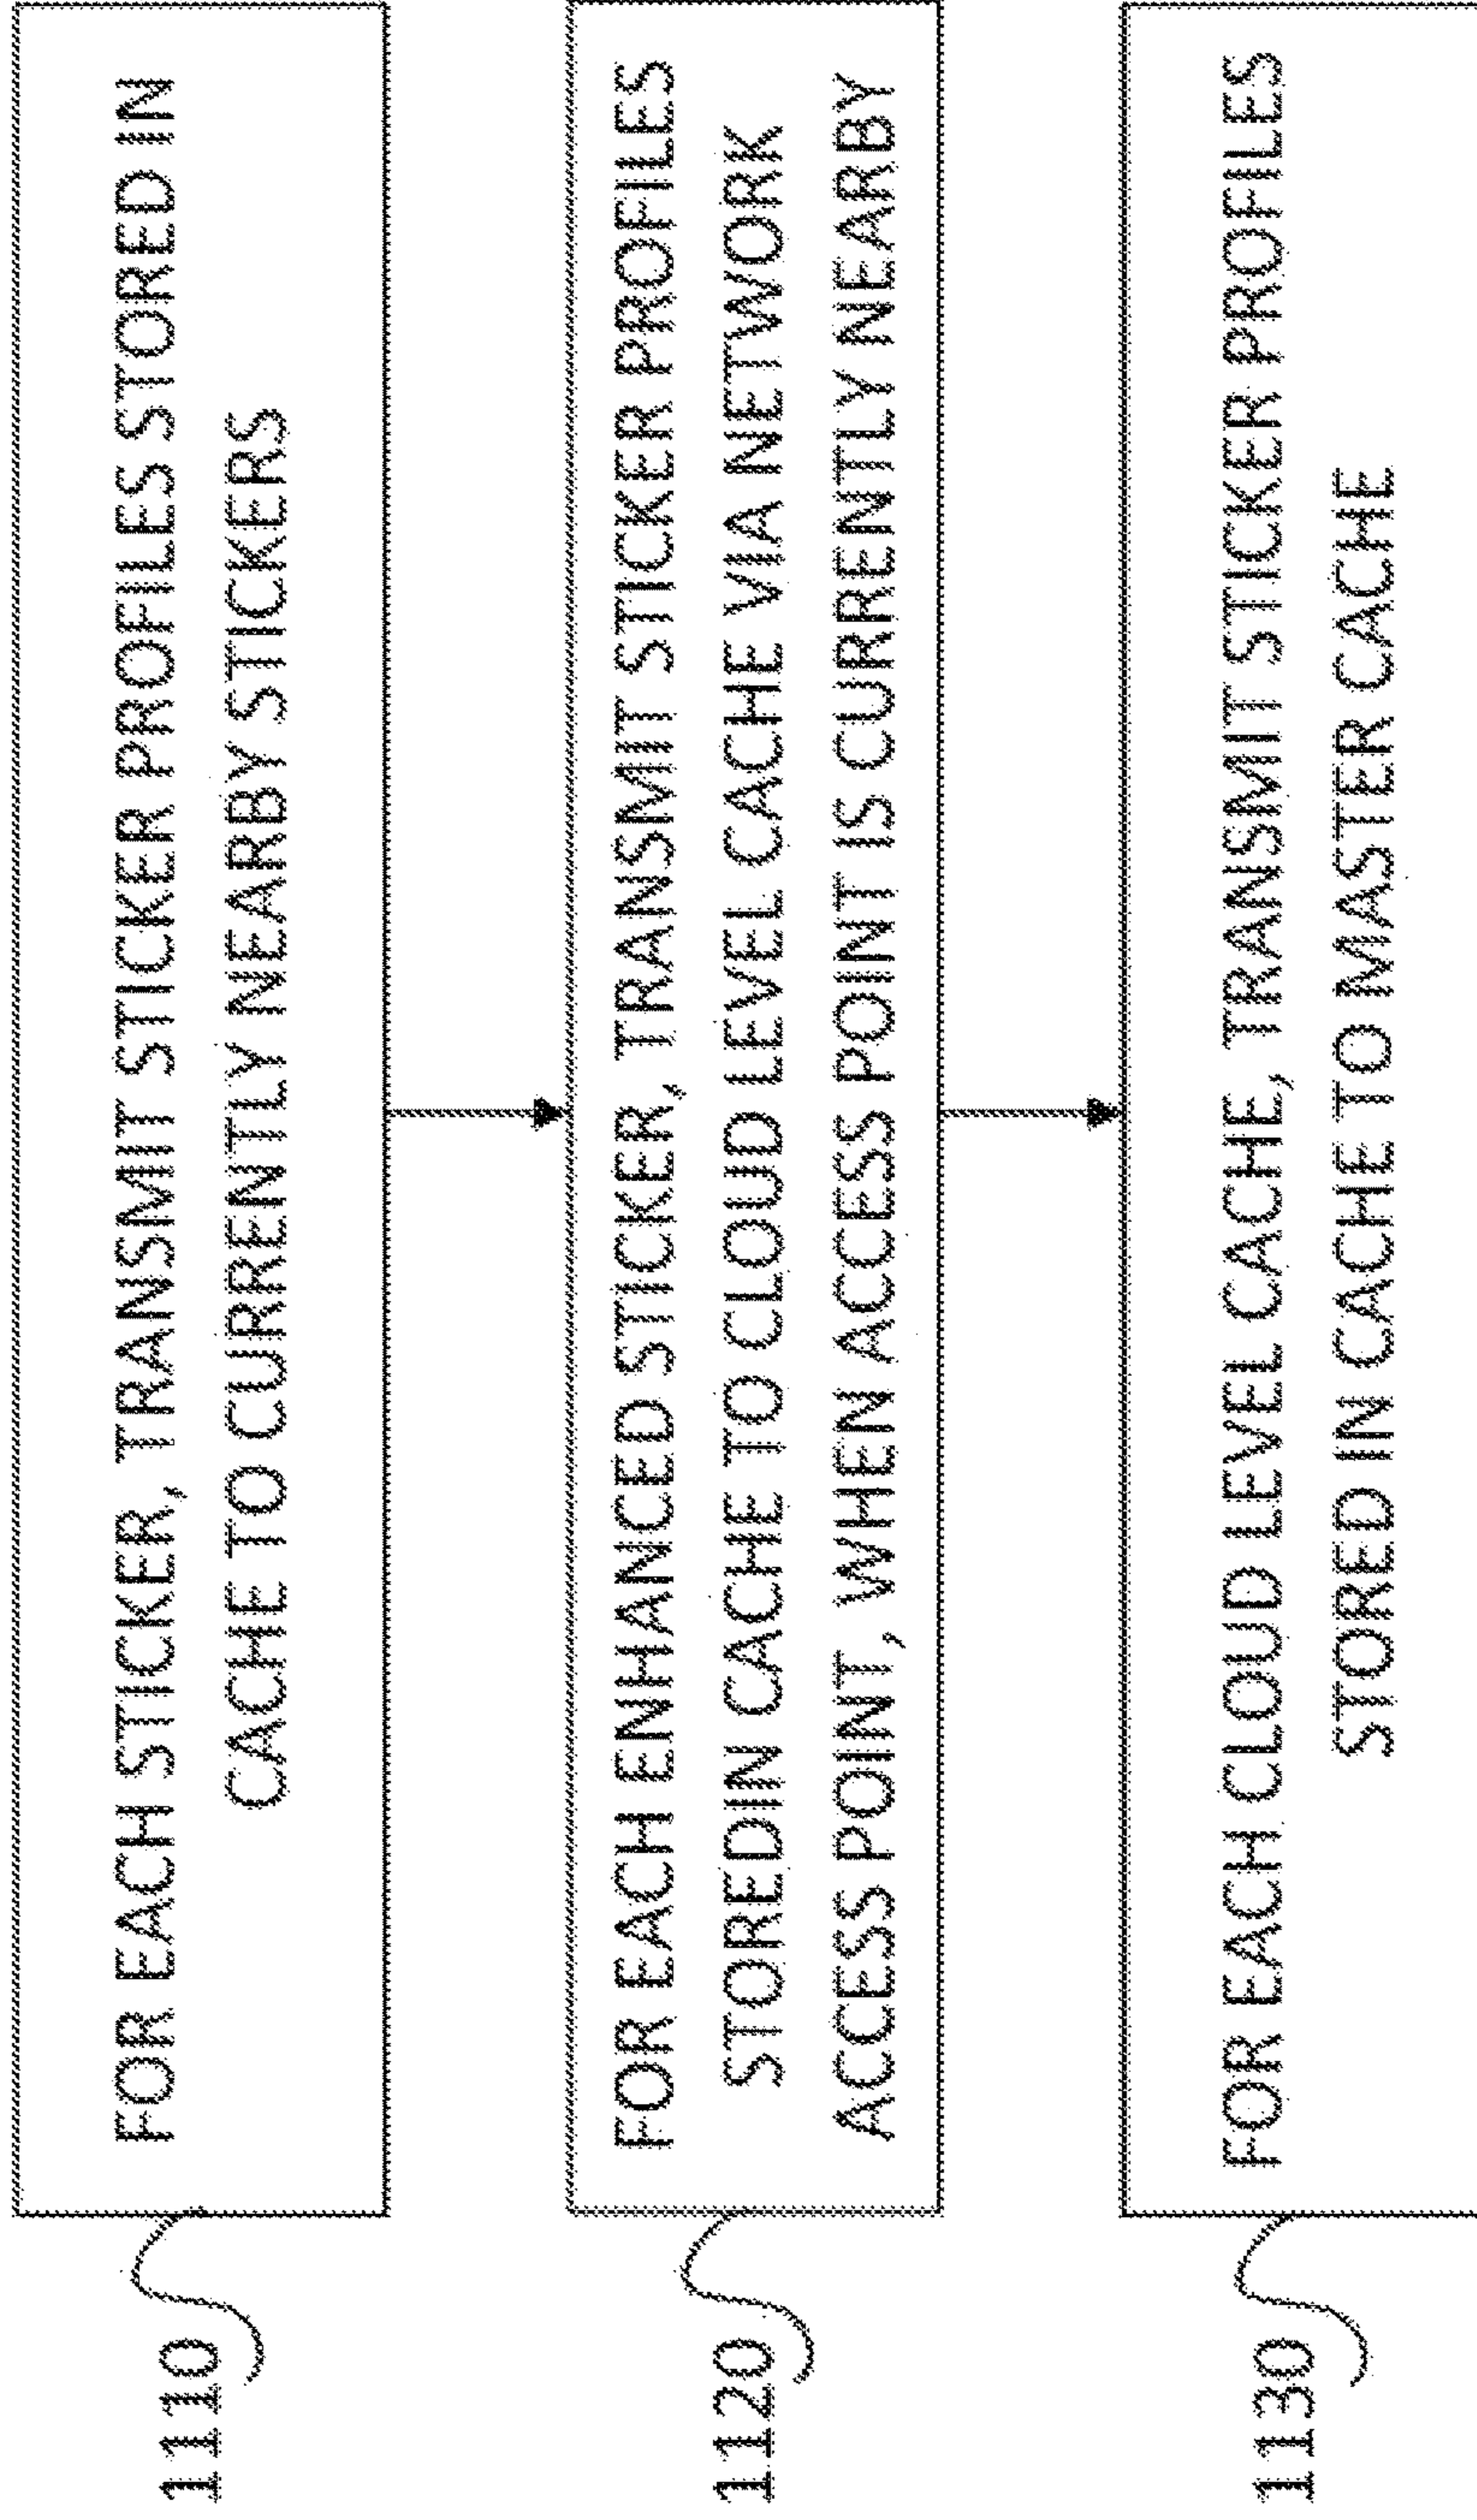 1110
FOR EACH STICKER, TRANSMIT STICKER PROFILES STORED IN
CACHE TO CURRENTLY NEARBY STICKERS
1120
FOR EACH ENHANCED STICKER, TRANSMIT STICKER PROFILES
STOREDIN CACHE TO CLOUD LEVEL CACHE VIA NETWORK
ACCESS POINT, WHEN ACCESS POINT IS CURRENTLY NEARBY
1130
FOR EACH CLOUD LEVEL CACHE, TRANSMIT STICKER PROFILES
STORED IN CACHE TO MASTER CACHE